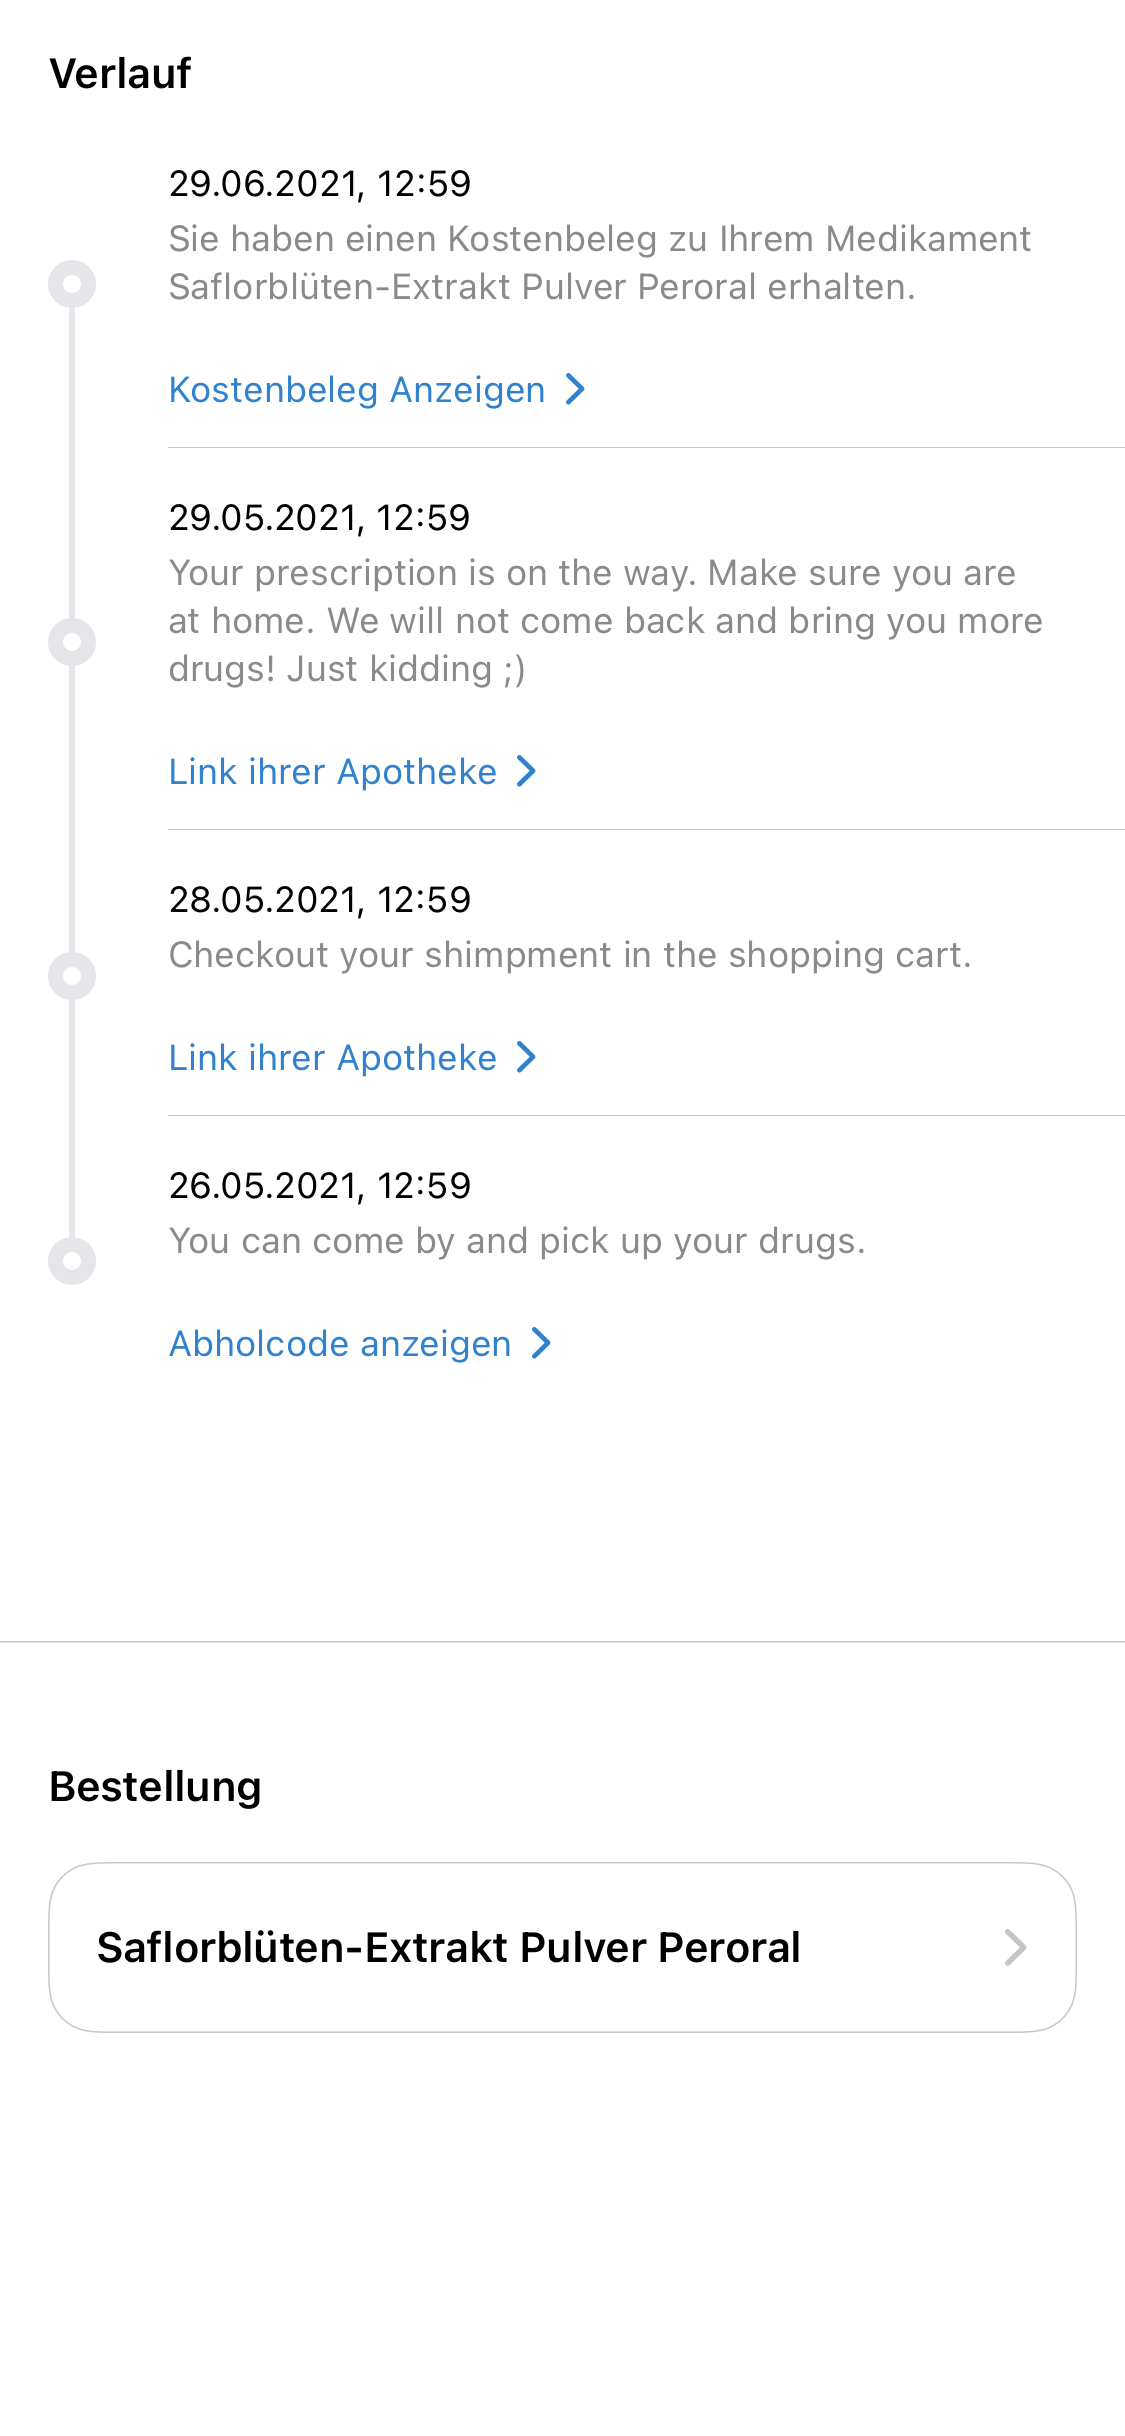 Verlauf
29.06.2021, 12:59
Sie haben einen Kostenbeleg zu Ihrem Medikament
Saflorblüten-Extrakt Pulver Peroral erhalten.
Kostenbeleg Anzeigen
29.05.2021, 12:59
Your prescription is on the way. Make sure you are
at home. We will not come back and bring you more
drugs! Just kidding ;)
Link ihrer Apotheke
28.05.2021, 12:59
Checkout your shimpment in the shopping cart.
Link ihrer Apotheke
26.05.2021, 12:59
You can come by and pick up your drugs.
Abholcode anzeigen
Bestellung
Saflorblüten-Extrakt Pulver Peroral